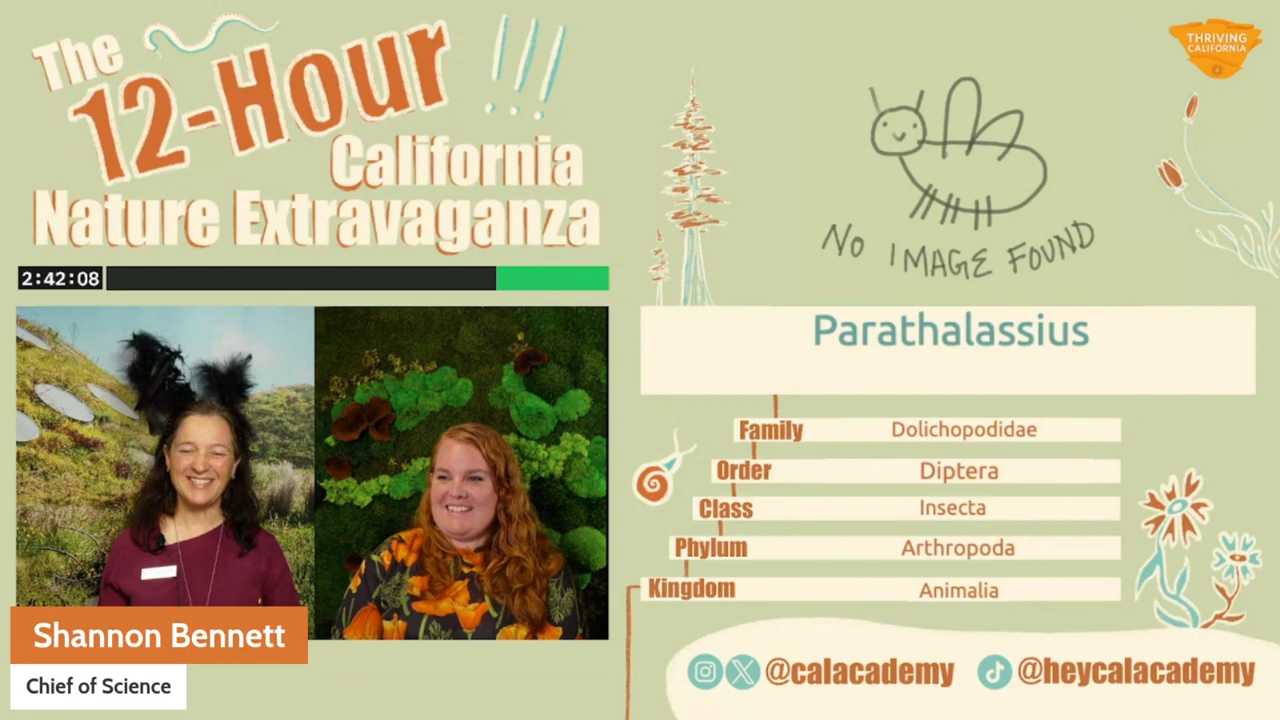 The
12-Hour !!!
California
Nature Extravaganza
2:42:08
Shannon Bennett
Chief of Science
THRIVING
CALIFORNIA
NO IMAGE FOUND
Parathalassius
Family Dolichopodidae
Order Diptera
Class Insecta
Phylum Arthropoda
Kingdom Animalia
@calacademy @heycalacademy